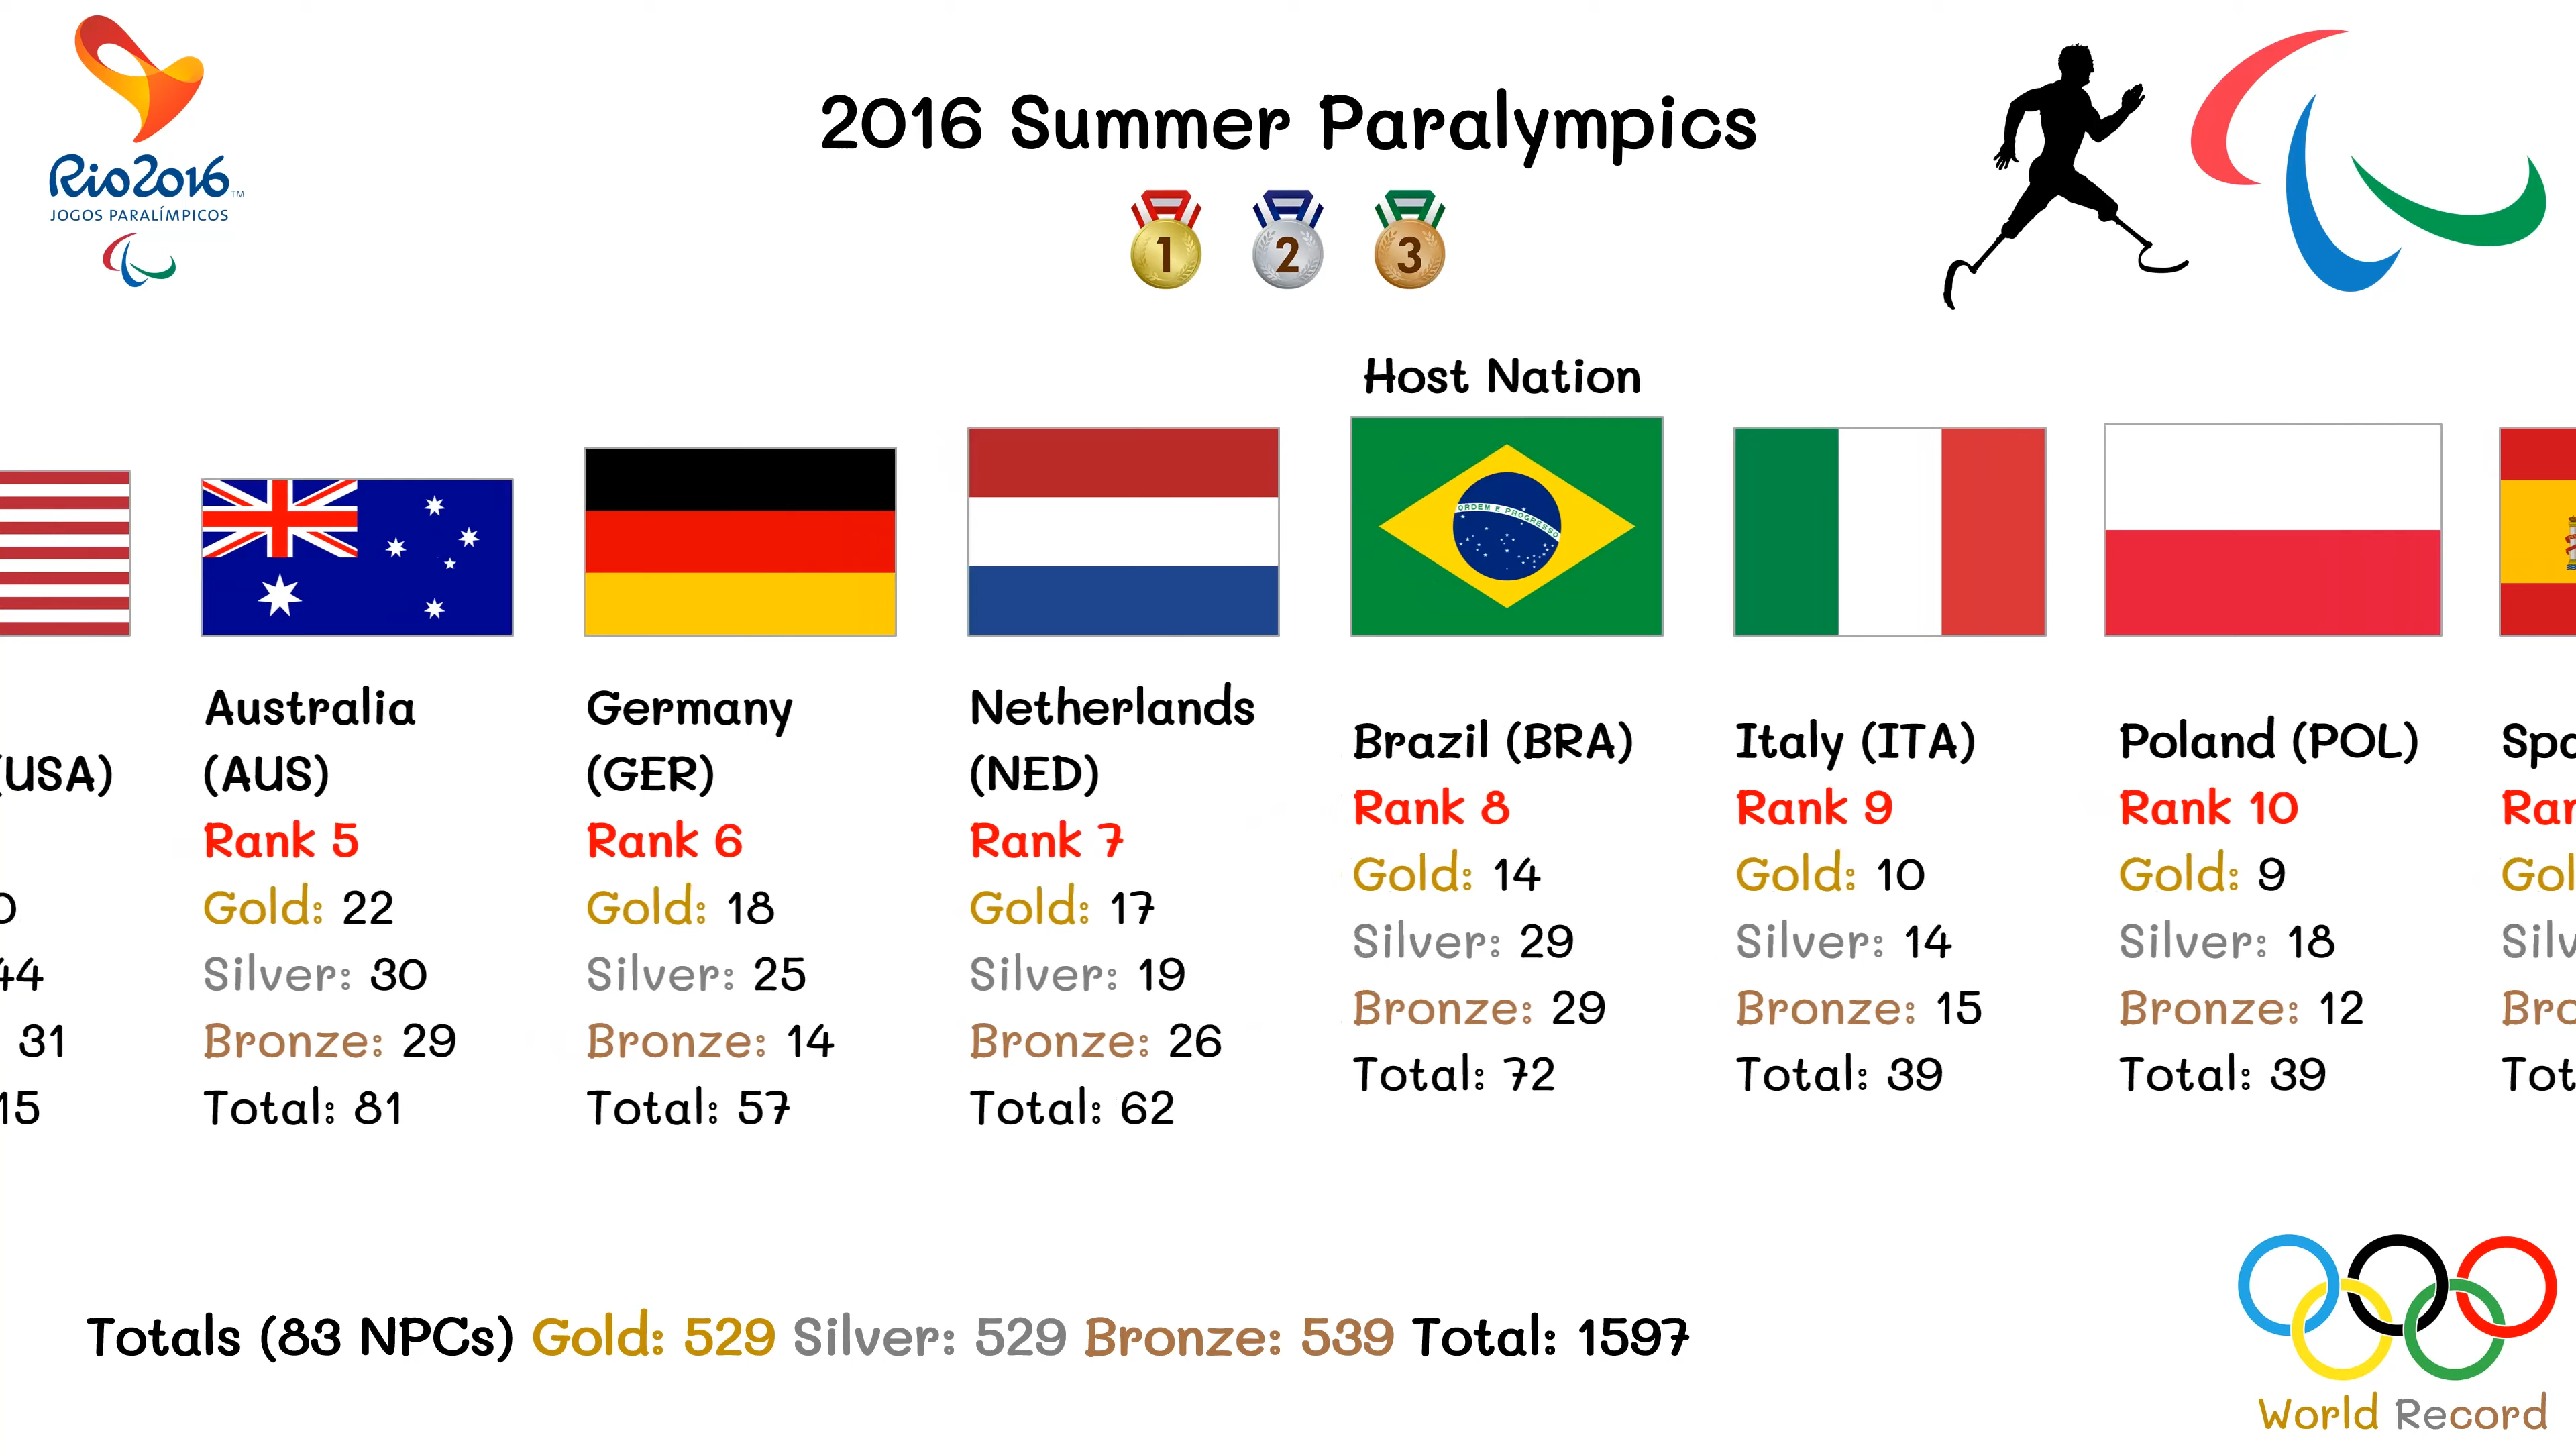 Rio2016™
JOGOS PARALÍMPICOS
2016 Summer Paralympics
1 2 3
Host Nation
ORDEM E PROGRESSO
(USA)
44
31
15
Australia
(AUS)
Rank 5
Gold: 22
Silver: 30
Bronze: 29
Total: 81
Germany
(GER)
Rank 6
Gold: 18
Silver: 25
Bronze: 14
Total: 57
Netherlands
(NED)
Rank 7
Gold: 17
Silver: 19
Bronze: 26
Total: 62
Brazil (BRA)
Rank 8
Gold: 14
Silver: 29
Bronze: 29
Total: 72
Italy (ITA)
Rank 9
Gold: 10
Silver: 14
Bronze: 15
Total: 39
Poland (POL)
Rank 10
Gold: 9
Silver: 18
Bronze: 12
Total: 39
Totals (83 NPCs) Gold: 529 Silver: 529 Bronze: 539 Total: 1597
World Record